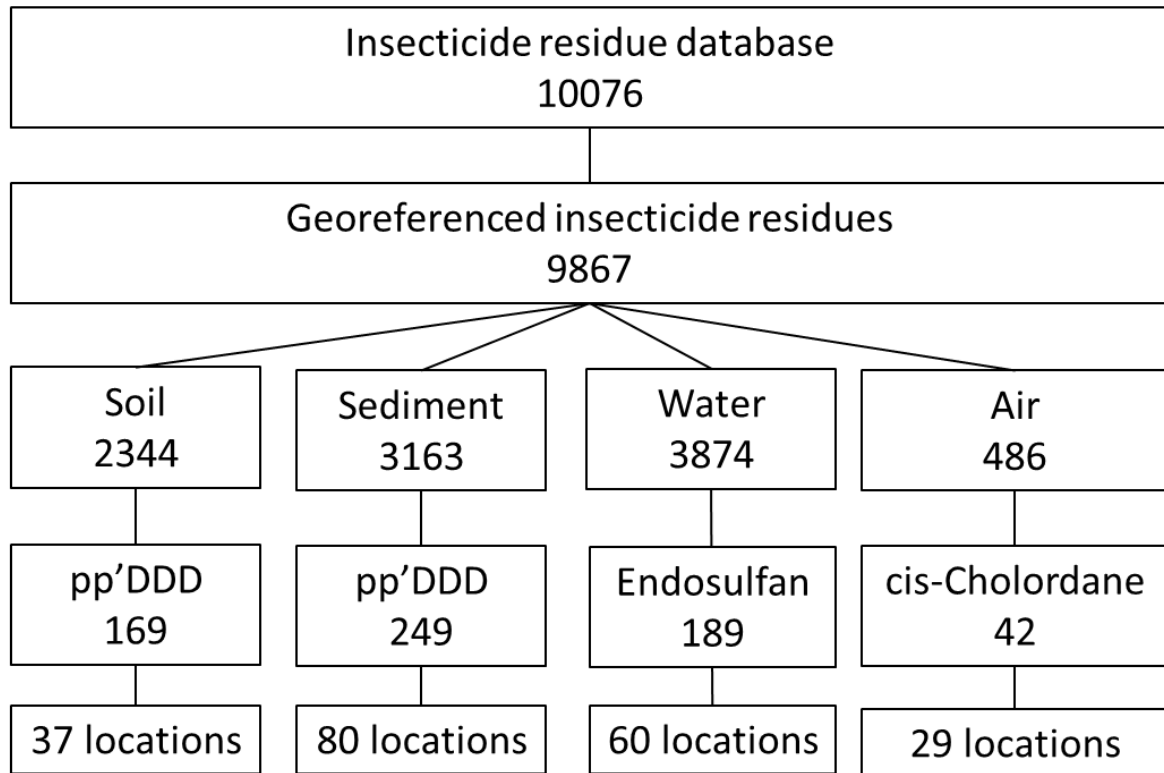 Insecticide residue database
10076
Georeferenced insecticide residues
9867
Soil
2344
Sediment
3163
Water
3874
Air
486
pp’DDD
169
pp’DDD
249
Endosulfan
189
cis-Cholordane
42
37 locations
80 locations
60 locations
29 locations